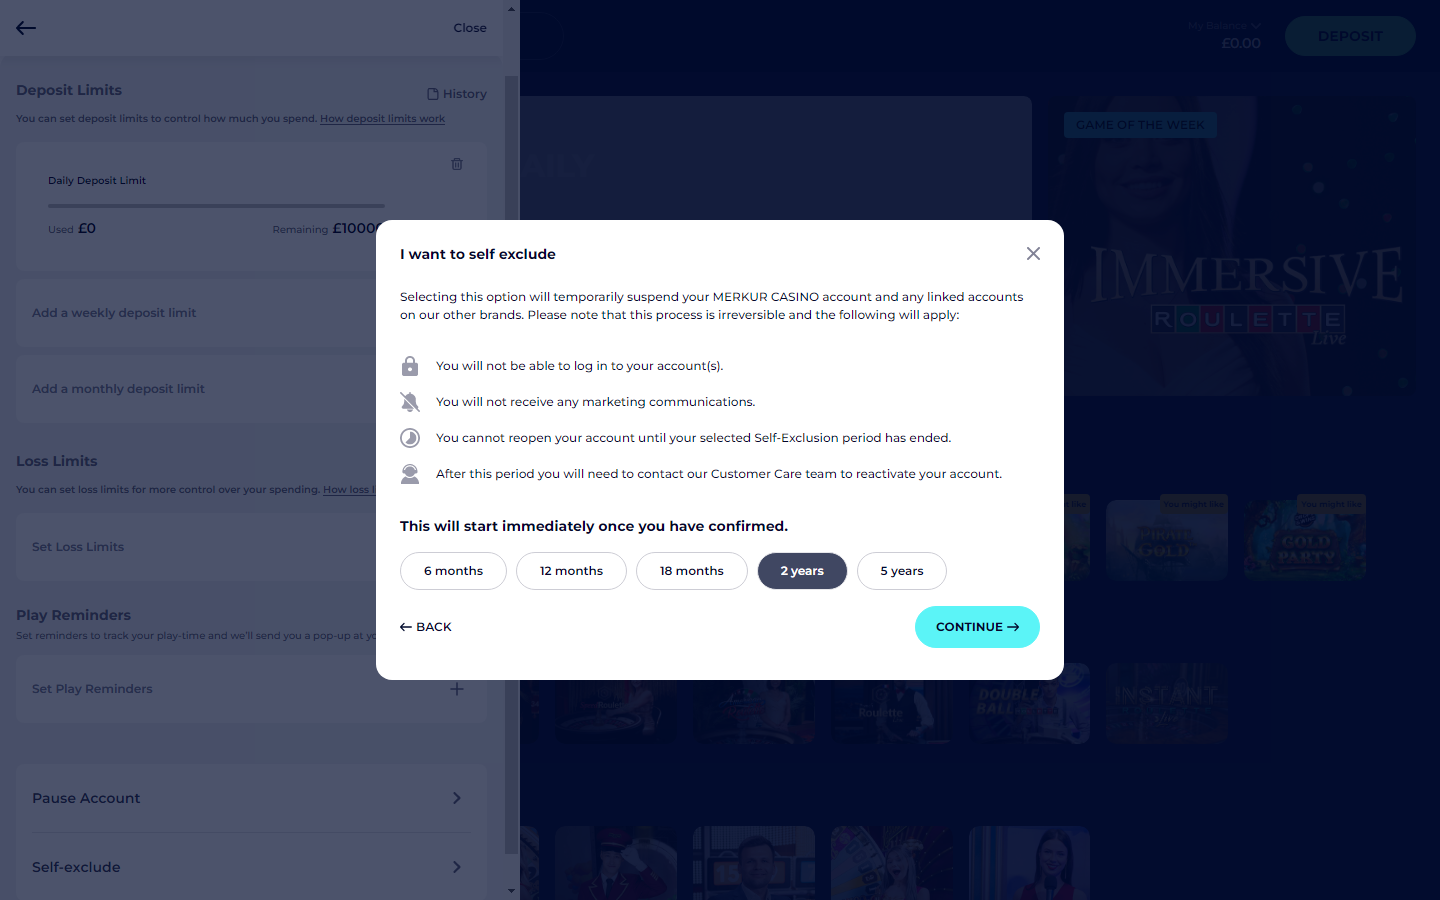 Close
My Balance
£0.00
DEPOSIT
Deposit Limits
History
You can set deposit limits to control how much you spend. How deposit limits work
Daily Deposit Limit
Used £0
Remaining £1000
Add a weekly deposit limit
Add a monthly deposit limit
Loss Limits
You can set loss limits for more control over your spending. How loss
Set Loss Limits
Play Reminders
Set reminders to track your play-time and we'll send you a pop-up at
Set Play Reminders
Pause Account
Self-exclude
GAME OF THE WEEK
IMMERSIVE
ROULETTE
Live
I want to self exclude
Selecting this option will temporarily suspend your MERKUR CASINO account and any linked accounts
on our other brands. Please note that this process is irreversible and the following will apply:
You will not be able to log in to your account(s).
You will not receive any marketing communications.
You cannot reopen your account until your selected Self-Exclusion period has ended.
After this period you will need to contact our Customer Care team to reactivate your account.
This will start immediately once you have confirmed.
6 months
12 months
18 months
2 years
5 years
BACK
CONTINUE
like
You might like
You might like
PIRATE
GOLD
GOLD
PARTY
Roulette
DOUBLE
BALL
INSTANT